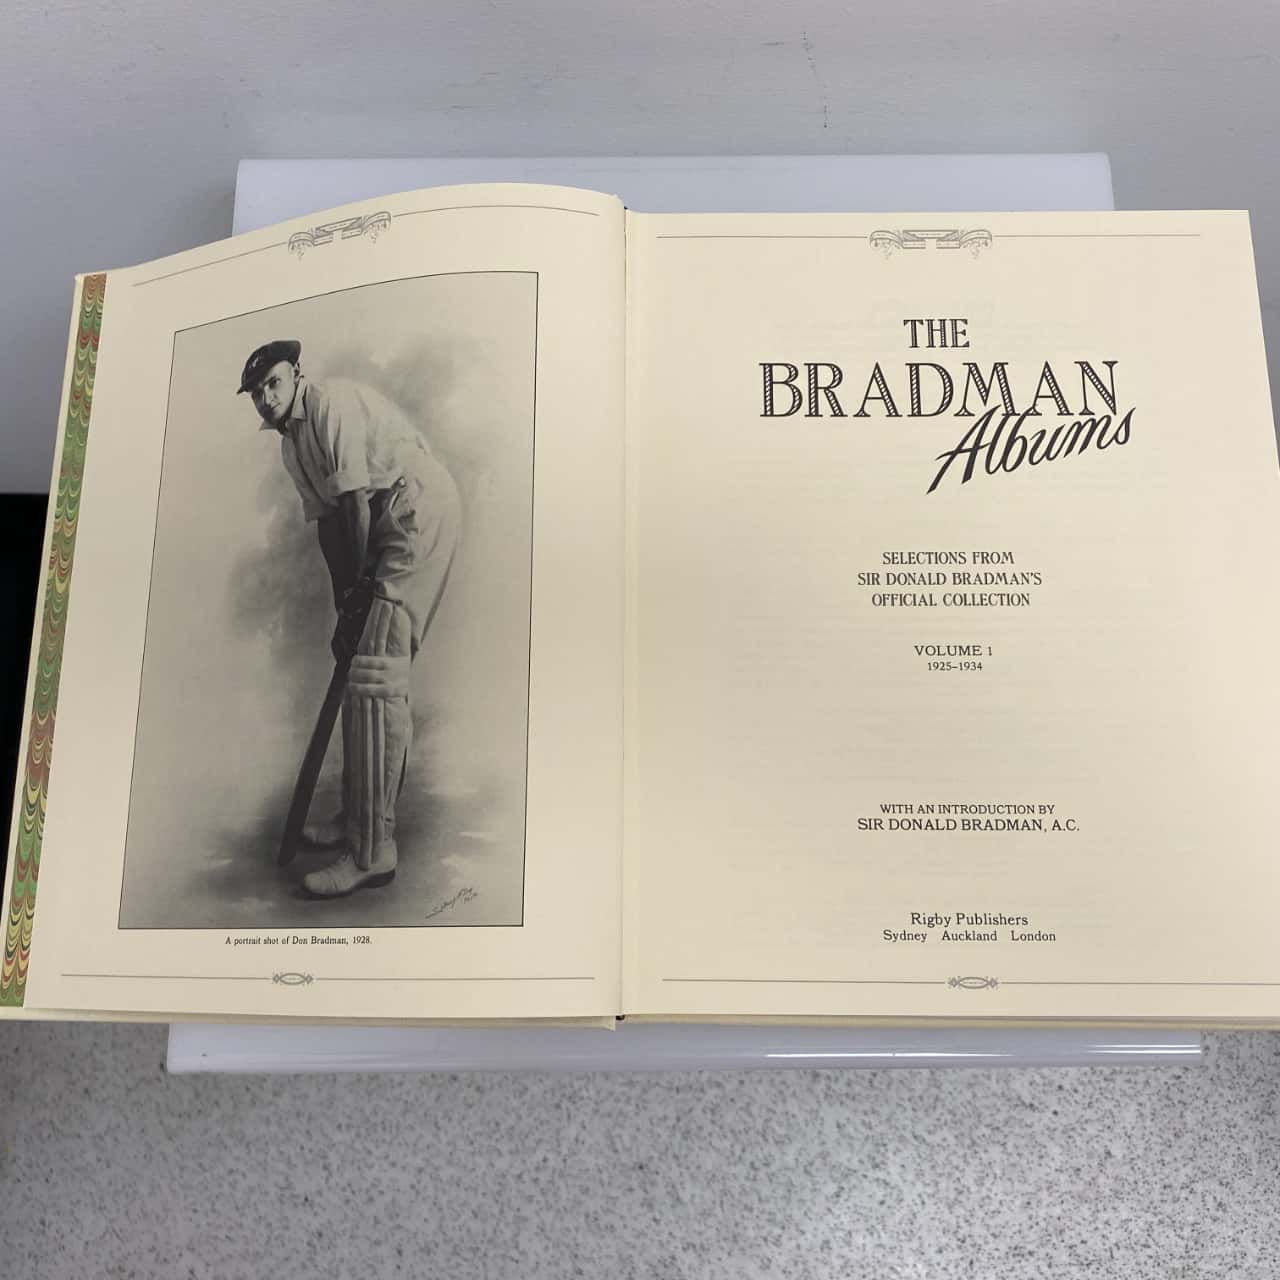 A portrait shot of Don Bradman, 1928.
THE
BRADMAN
Albums
SELECTIONS FROM
SIR DONALD BRADMAN'S
OFFICIAL COLLECTION
VOLUME 1
1925–1934
WITH AN INTRODUCTION BY
SIR DONALD BRADMAN, A.C.
Rigby Publishers
Sydney Auckland London